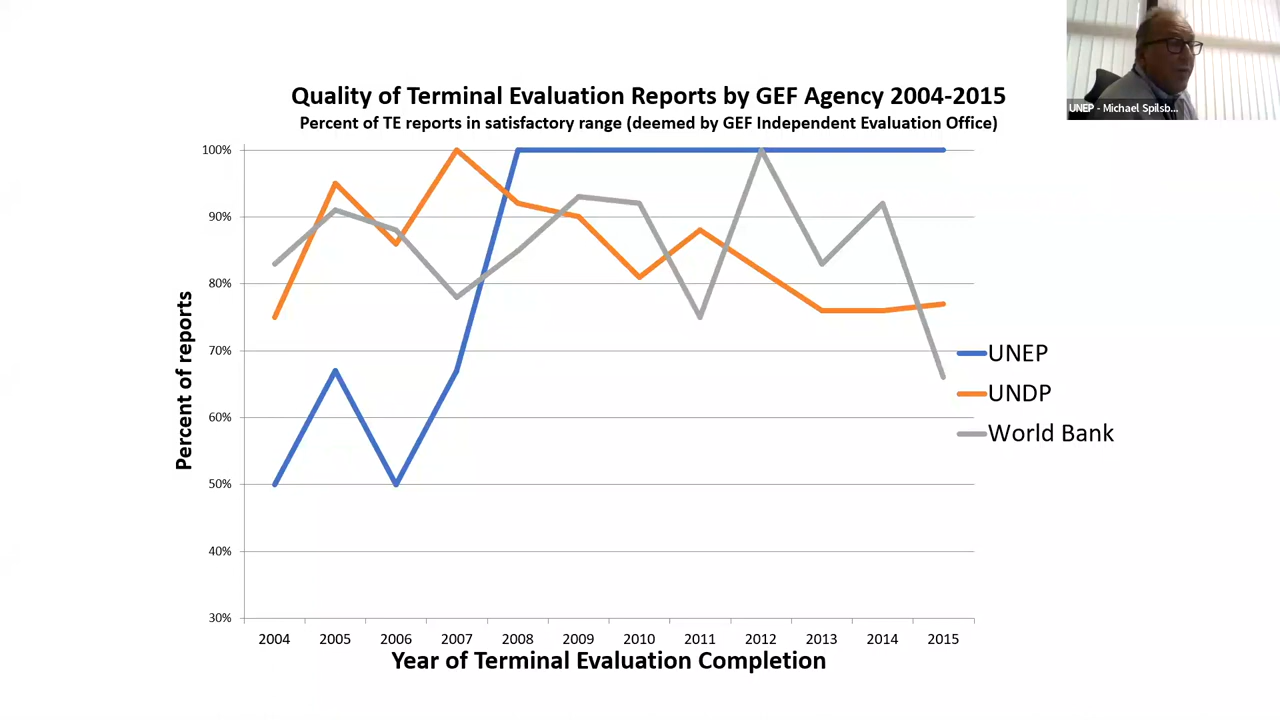 UNEP - Michael Spilsb...
Quality of Terminal Evaluation Reports by GEF Agency 2004-2015
Percent of TE reports in satisfactory range (deemed by GEF Independent Evaluation Office)
100%
90%
80%
70%
60%
50%
40%
30%
Percent of reports
UNEP
UNDP
World Bank
2004 2005 2006 2007 2008 2009 2010 2011 2012 2013 2014 2015
Year of Terminal Evaluation Completion